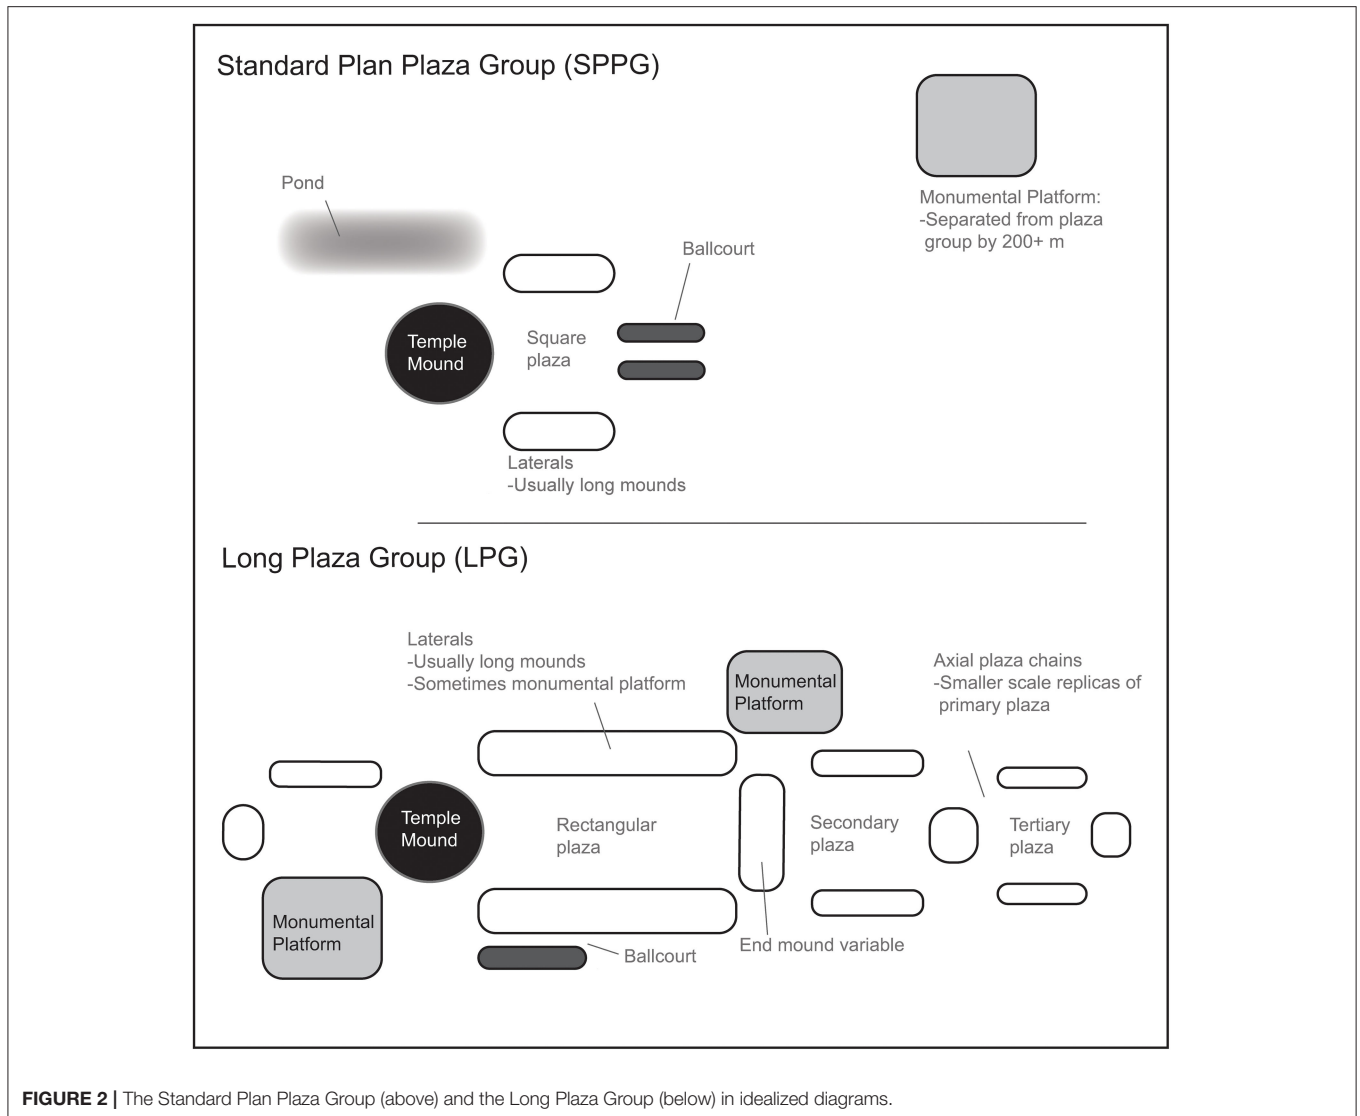 Standard Plan Plaza Group (SPPG)
Pond
Monumental Platform:
-Separated from plaza
group by 200+ m
Ballcourt
Temple
Mound
Square
plaza
Laterals
-Usually long mounds
Long Plaza Group (LPG)
Laterals
-Usually long mounds
-Sometimes monumental platform
Monumental
Platform
Axial plaza chains
-Smaller scale replicas of
primary plaza
Temple
Mound
Rectangular
plaza
Secondary
plaza
Tertiary
plaza
Monumental
Platform
Ballcourt
End mound variable
FIGURE 2 | The Standard Plan Plaza Group (above) and the Long Plaza Group (below) in idealized diagrams.